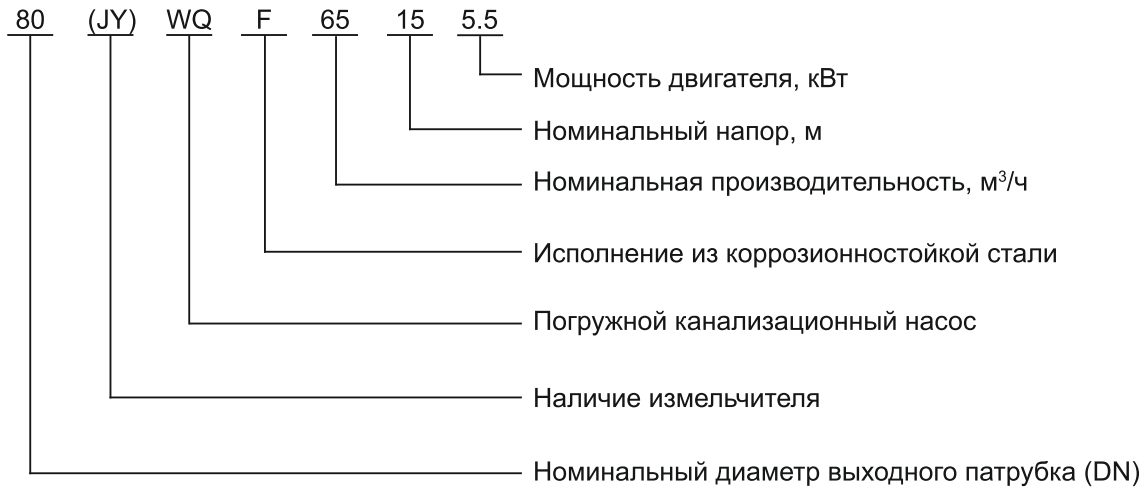 80 (JY) WQ F 65 15 5.5
Мощность двигателя, кВт
Номинальный напор, м
Номинальная производительность, м³/ч
Исполнение из коррозионностойкой стали
Погружной канализационный насос
Наличие измельчителя
Номинальный диаметр выходного патрубка (DN)